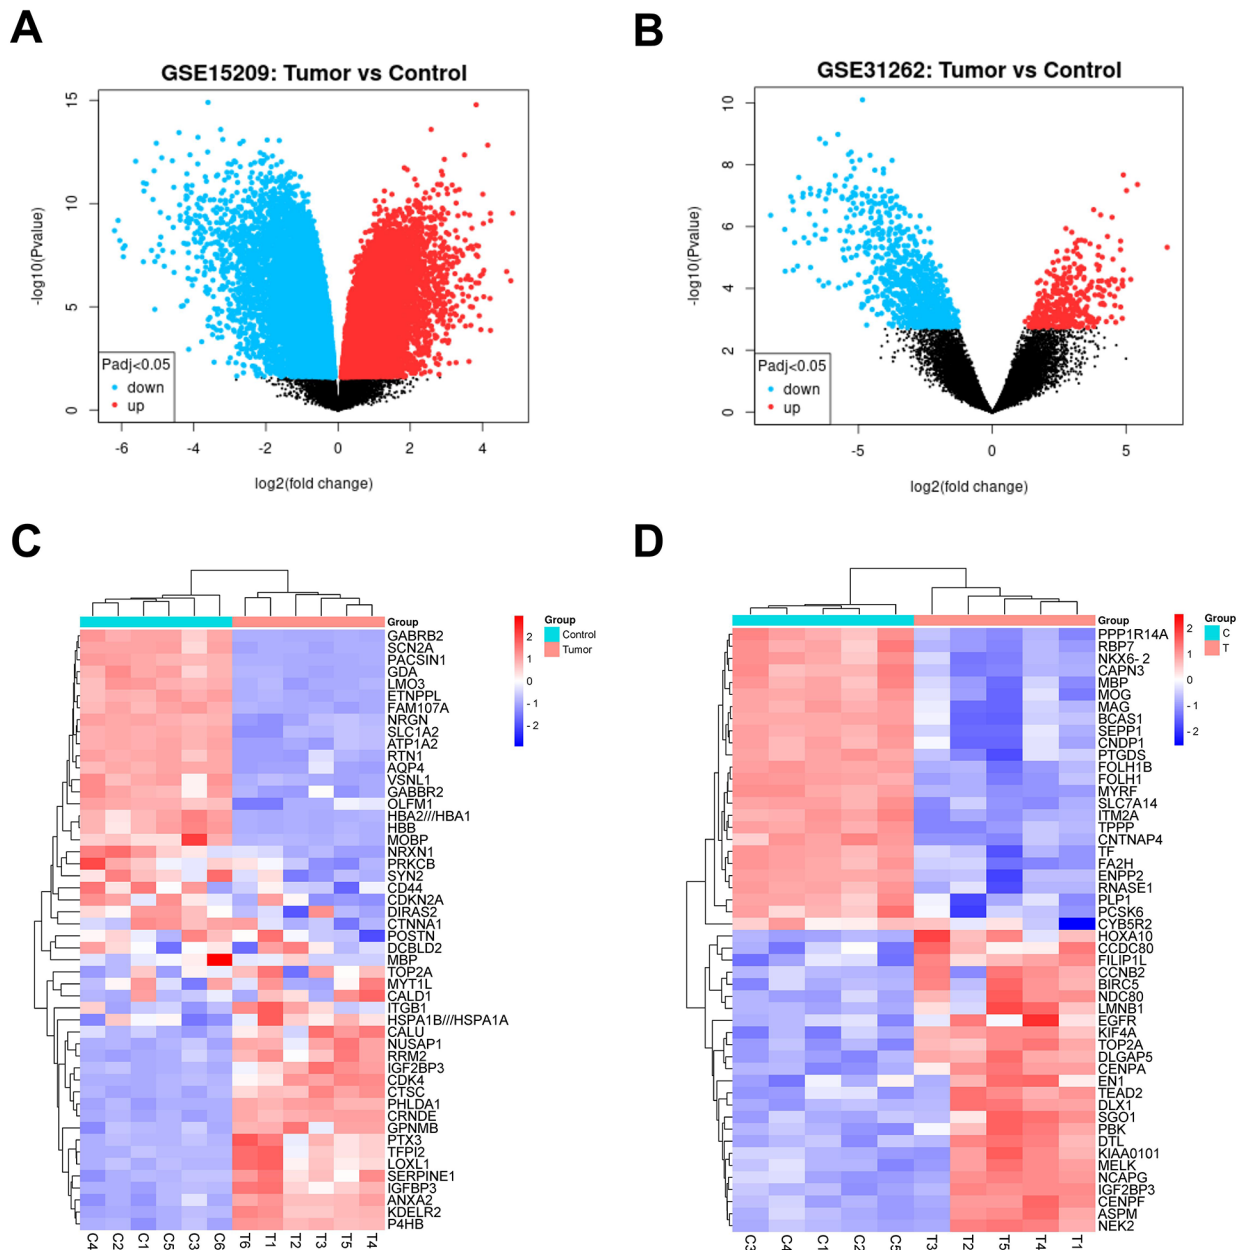 A
B
GSE15209: Tumor vs Control
-log10(Pvalue)
15
10
5
0
Padj<0.05
down
up
-6 -4 -2 0 2 4
log2(fold change)
GSE31262: Tumor vs Control
-log10(Pvalue)
10
8
6
4
2
0
Padj<0.05
down
up
-5 0 5
log2(fold change)
C
Group
GABRB2
SCN2A
PACSIN1
GDA
LMO3
ETNPPL
FAM107A
NRGN
SLC1A2
ATP1A2
RTN1
AQP4
VSNL1
GABBR2
OLFM1
HBA2///HBA1
HBB
MOBP
NRXN1
PRKCB
SYN2
CD44
CDKN2A
DIRAS2
CTNNA1
POSTN
DCBLD2
MBP
TOP2A
MYT1L
CALD1
ITGB1
HSPA1B///HSPA1A
CALU
NUSAP1
RRM2
IGF2BP3
CDK4
CTSC
PHLDA1
CRNDE
GPNMB
PTX3
TFPI2
LOXL1
SERPINE1
IGFBP3
ANXA2
KDELR2
P4HB
C4 C2 C1 C5 C3 C6 T6 T1 T2 T3 T5 T4
2
1
0
-1
-2
Group
Control
Tumor
D
Group
PPP1R14A
RBP7
NKX6-2
CAPN3
MBP
MOG
MAG
BCAS1
SEPP1
CNDP1
PTGDS
FOLH1B
FOLH1
MYRF
SLC7A14
ITM2A
TPPP
CNTNAP4
TF
FA2H
ENPP2
RNASE1
PLP1
PCSK6
CYB5R2
HOXA10
CCDC80
FILIP1L
CCNB2
BIRC5
NDC80
LMNB1
EGFR
KIF4A
TOP2A
DLGAP5
CENPA
EN1
TEAD2
DLX1
SGO1
PBK
DTL
KIAA0101
MELK
NCAPG
IGF2BP3
CENPF
ASPM
NEK2
C3 C4 C1 C2 C5 T3 T2 T5 T4 T1
2
1
0
-1
-2
Group
C
T